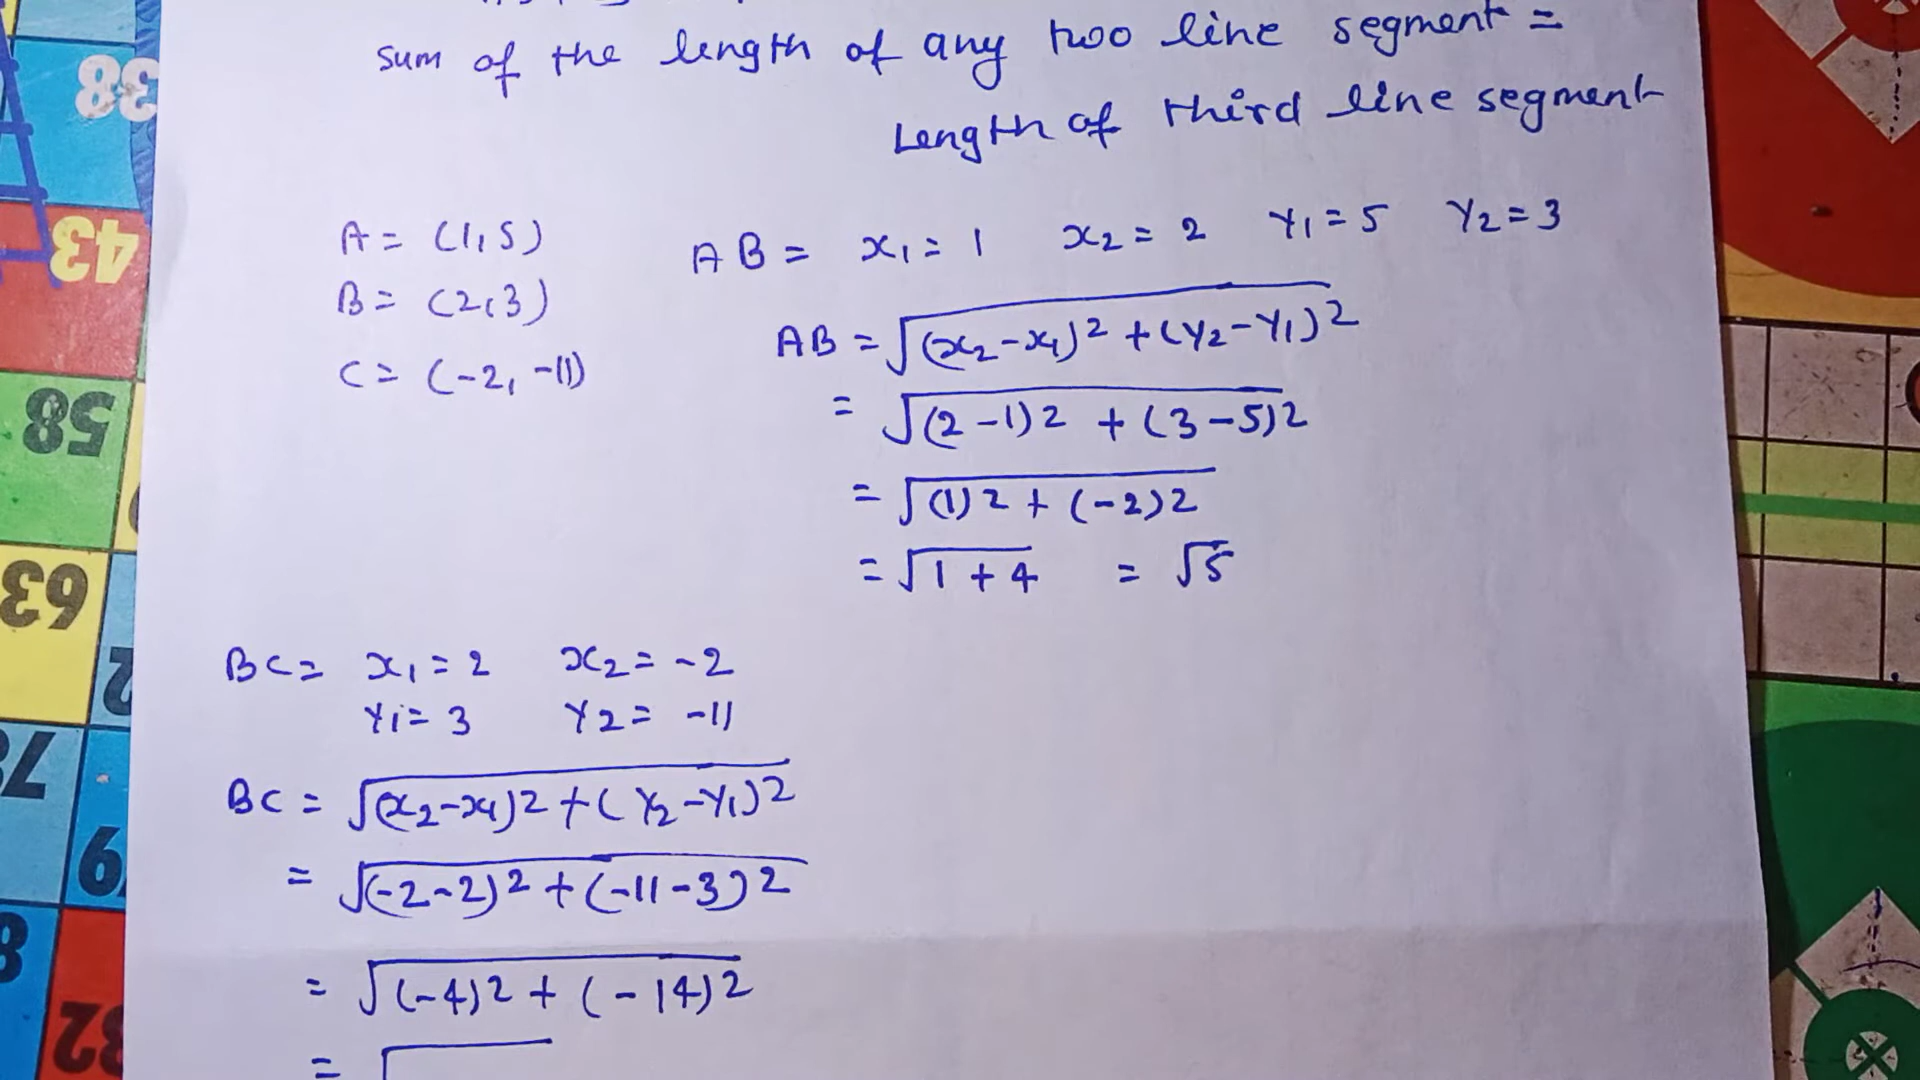 sum of the length of any two line segment =
Length of third line segment
A = (1,5)
B = (2,3)
C = (-2, -11)
AB = x₁ = 1 x₂ = 2 Y₁ = 5 Y₂ = 3
AB = √(x₂-x₁)² + (Y₂-Y₁)²
= √(2-1)2 + (3-5)2
= √(1)2 + (-2)2
= √1+4 = √5
BC = x₁ = 2 x₂ = -2
Y₁ = 3 Y2 = -11
BC = √(x₂-x₁)2 + (Y₂-Y₁)2
= √(-2-2)2 + (-11-3)2
= √(-4)2 + (-14)2
= √
38
43
58
63
2
9
8